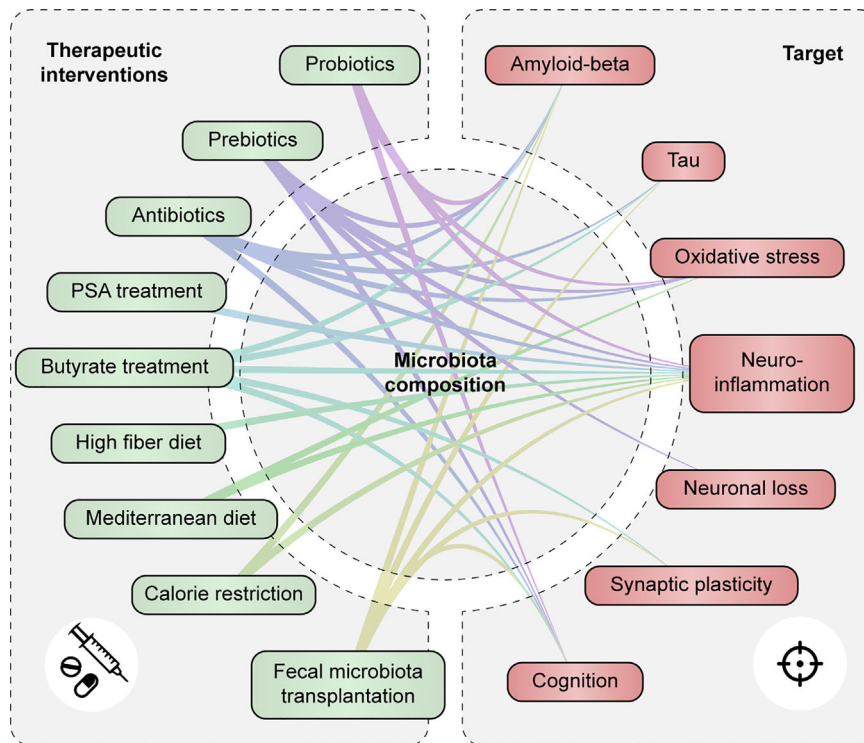 Therapeutic
interventions
Probiotics
Prebiotics
Antibiotics
PSA treatment
Butyrate treatment
High fiber diet
Mediterranean diet
Calorie restriction
Fecal microbiota
transplantation
Microbiota
composition
Target
Amyloid-beta
Tau
Oxidative stress
Neuro-
inflammation
Neuronal loss
Synaptic plasticity
Cognition